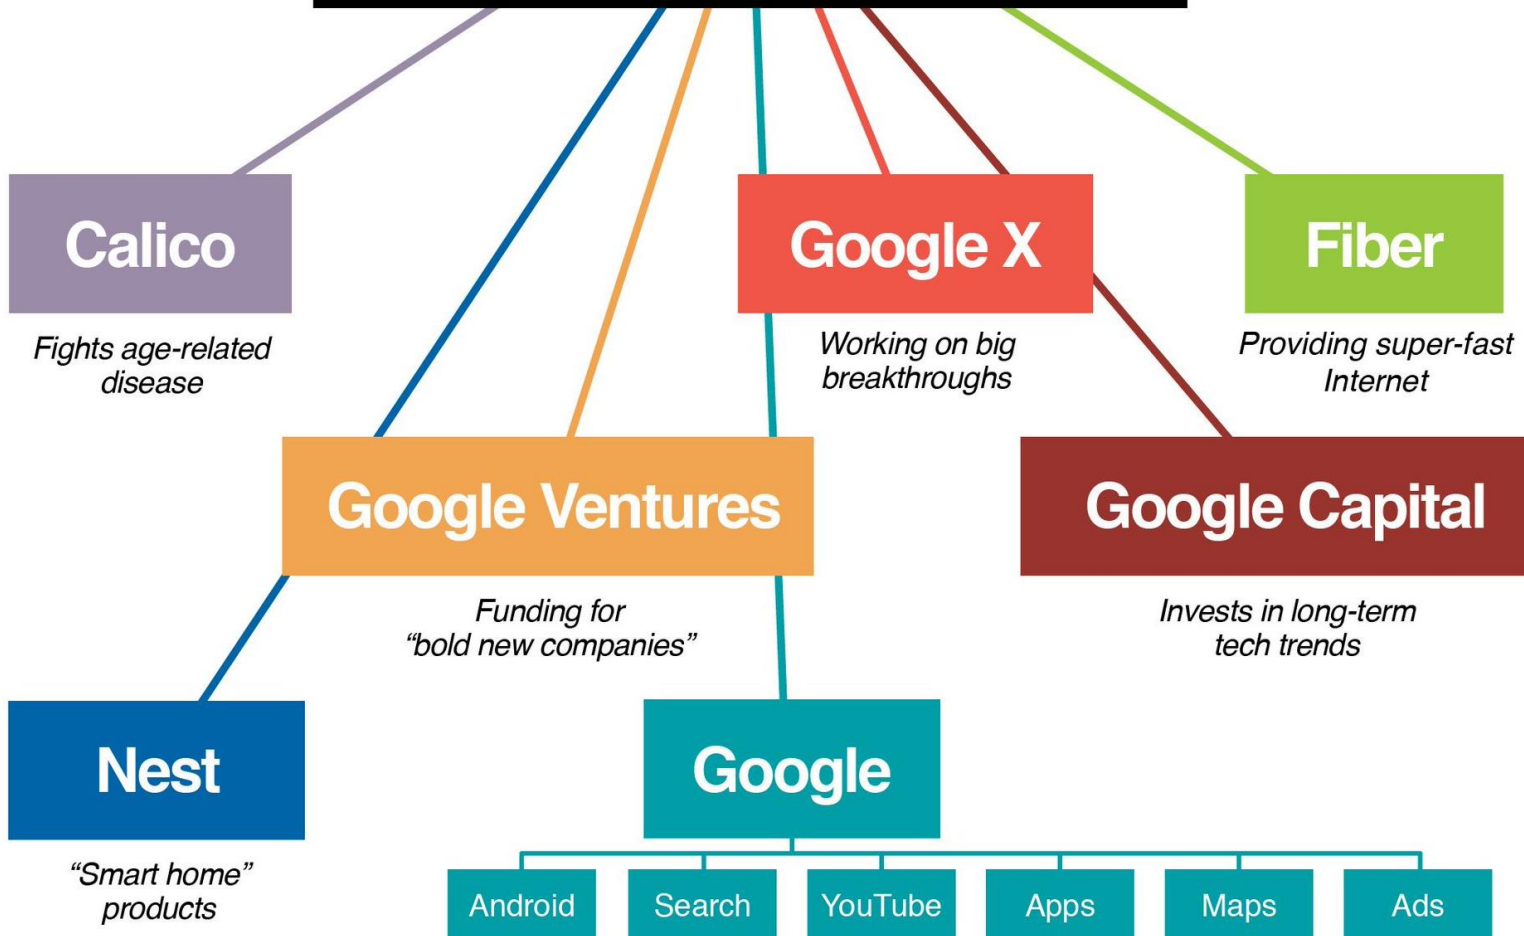 Calico
Fights age-related
disease
Google X
Working on big
breakthroughs
Fiber
Providing super-fast
Internet
Google Ventures
Funding for
“bold new companies”
Google Capital
Invests in long-term
tech trends
Nest
“Smart home”
products
Google
Android
Search
YouTube
Apps
Maps
Ads